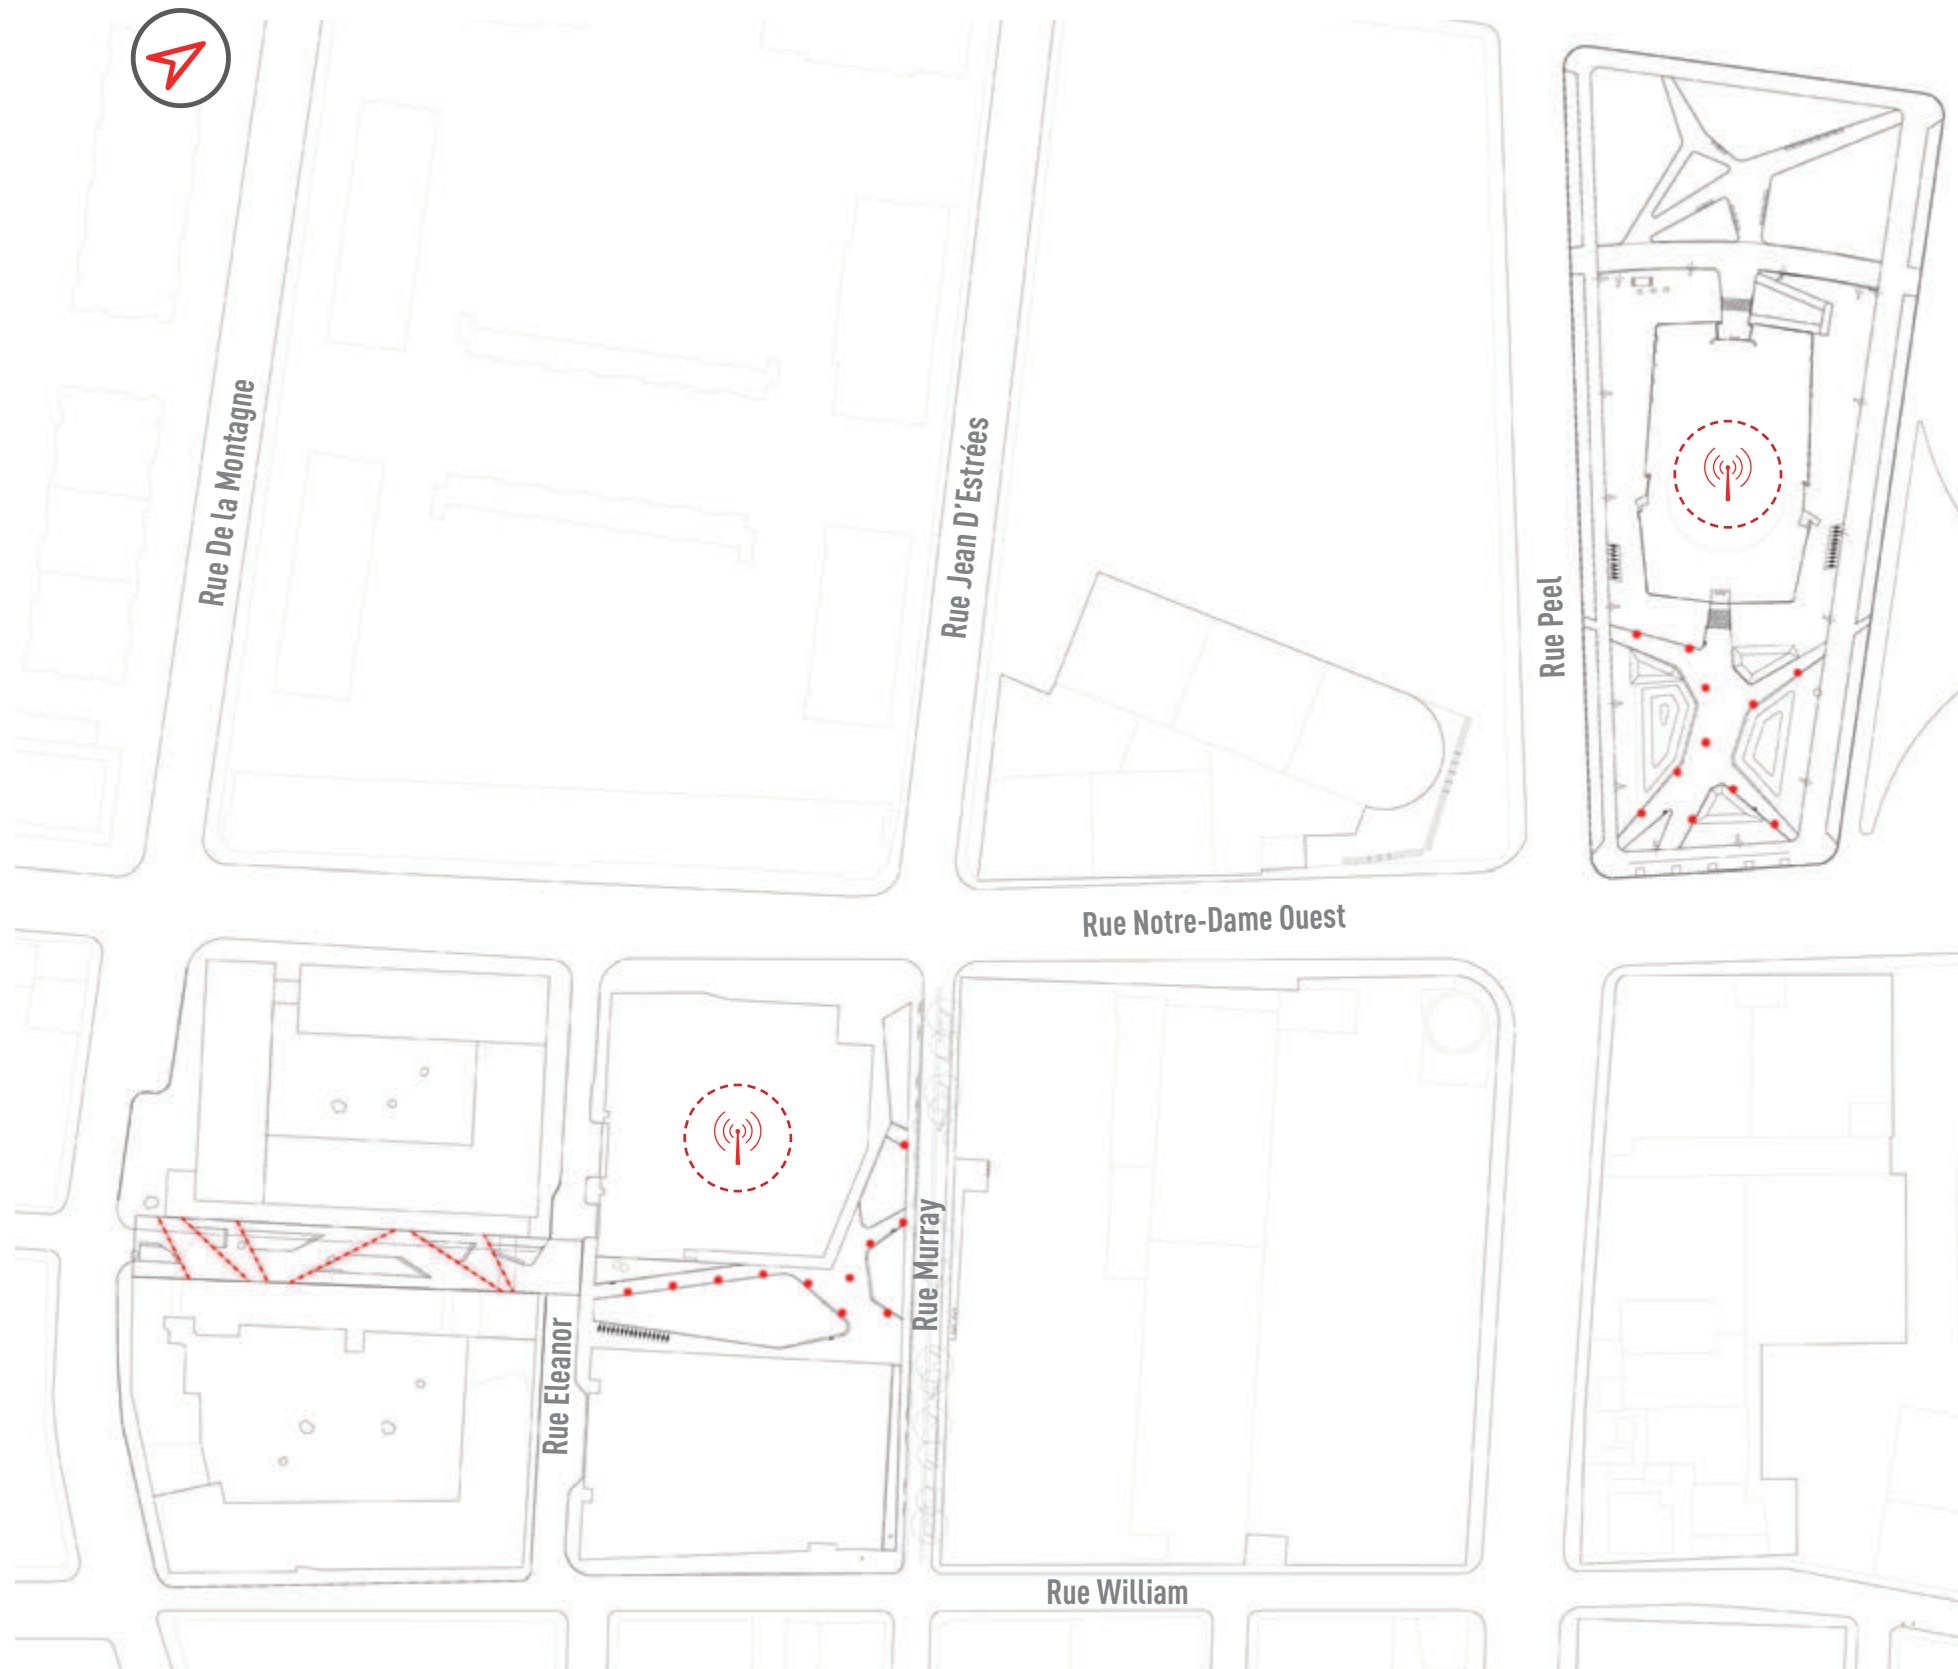 Rue De la Montagne
Rue Jean D'Estrées
Rue Peel
Rue Notre-Dame Ouest
Rue Murray
Rue Eleanor
Rue William